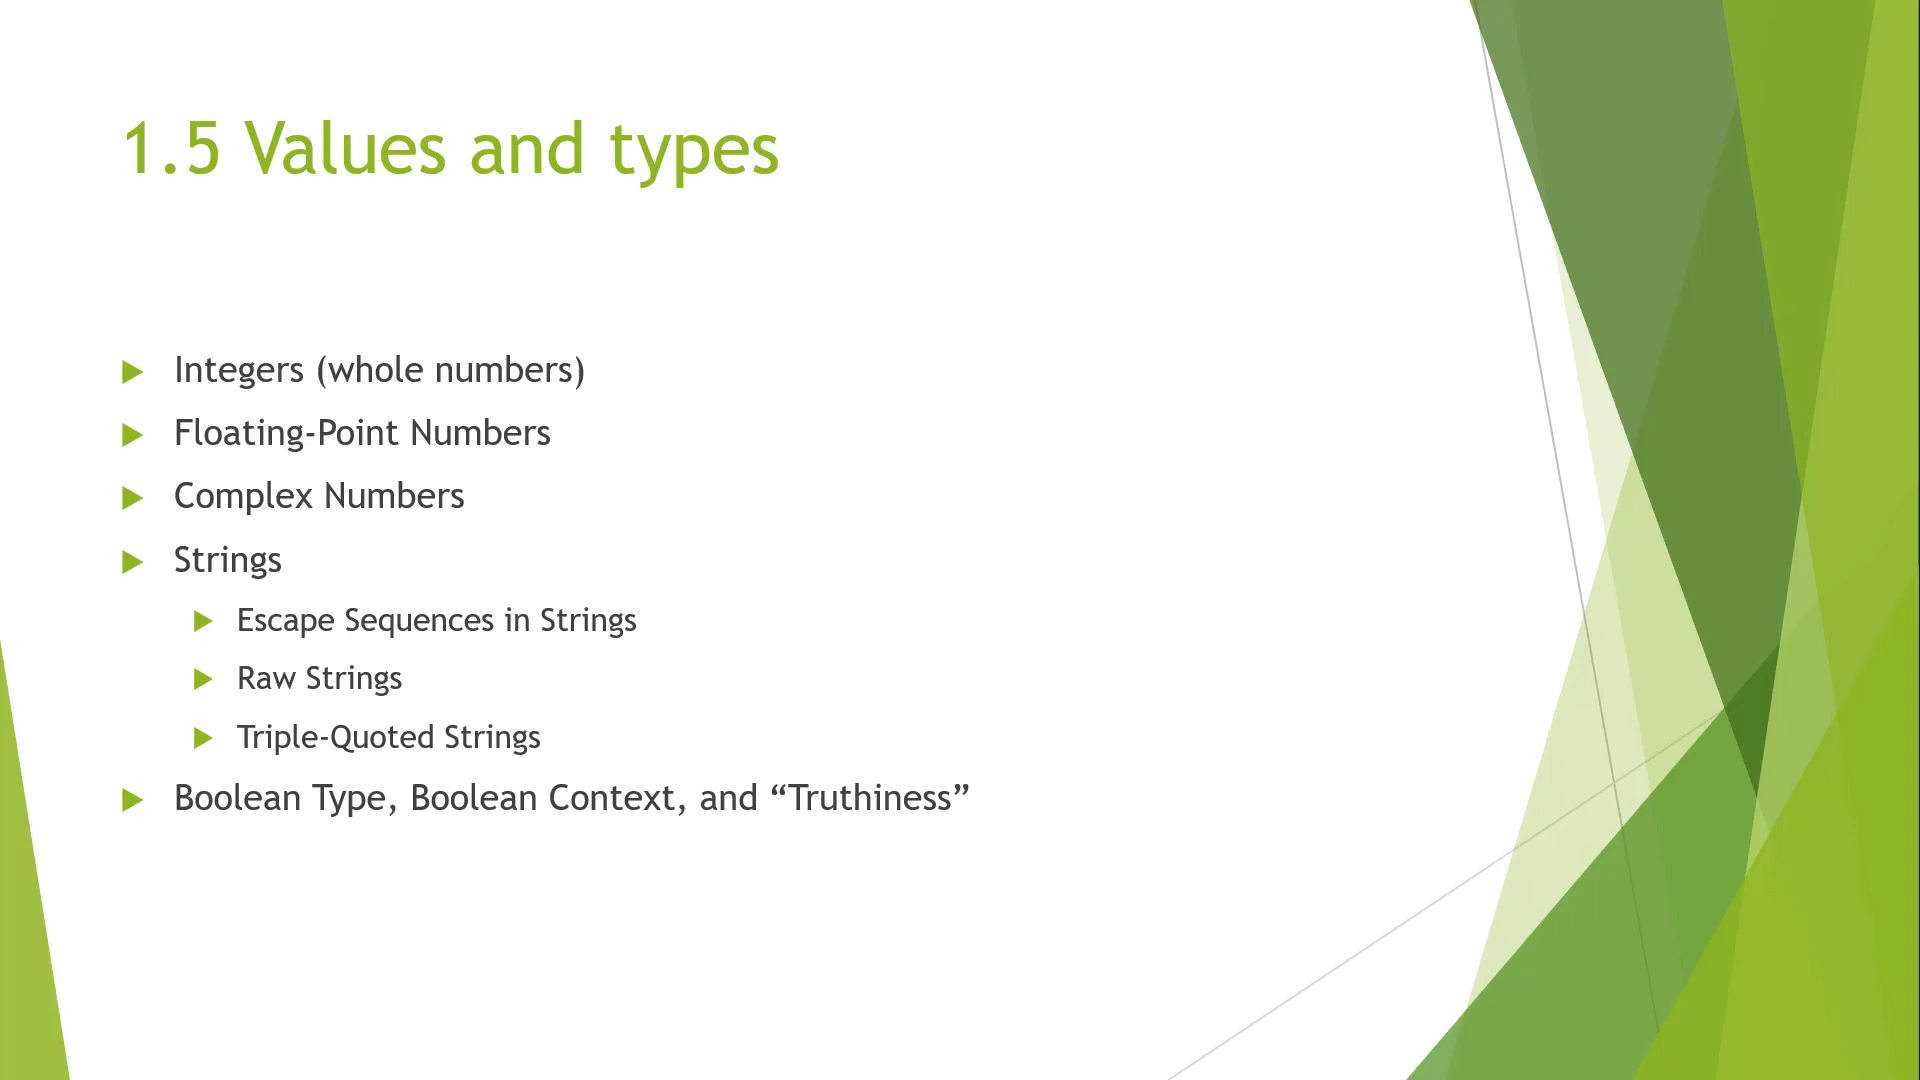 1.5 Values and types
Integers (whole numbers)
Floating-Point Numbers
Complex Numbers
Strings
Escape Sequences in Strings
Raw Strings
Triple-Quoted Strings
Boolean Type, Boolean Context, and “Truthiness”